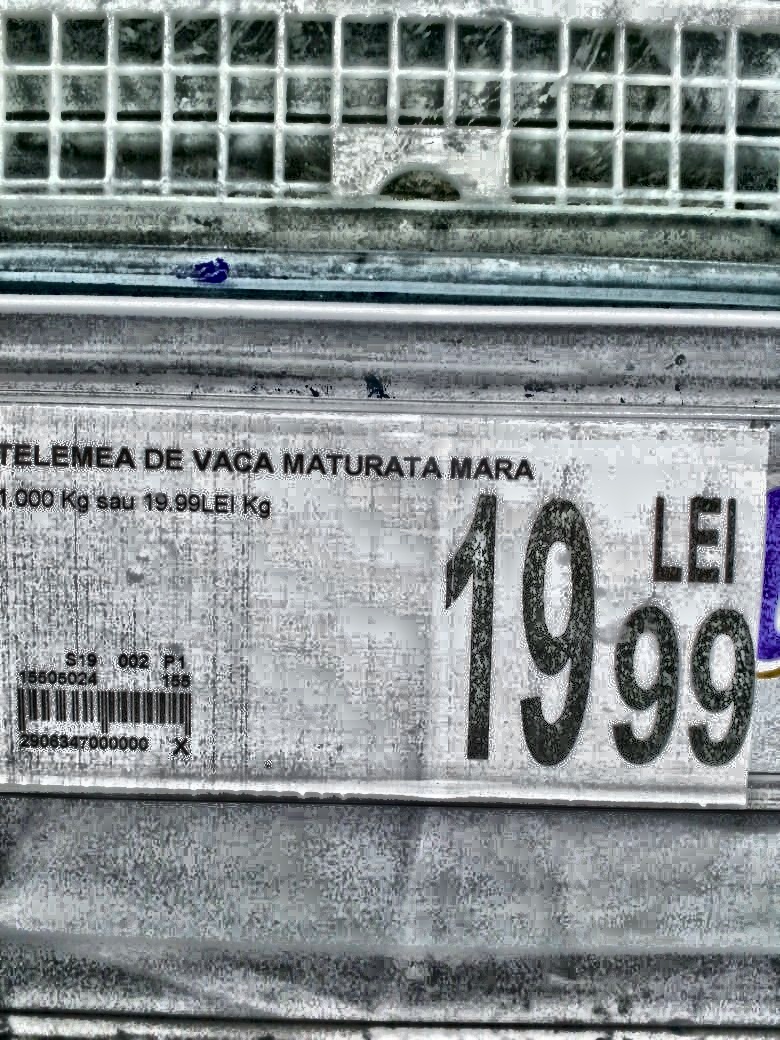 TELEMEA DE VACA MATURATA MARA
1.000 Kg sau 19.99LEI Kg
19 99 LEI
S19 002 P1
15505024 155
2906347000000 X